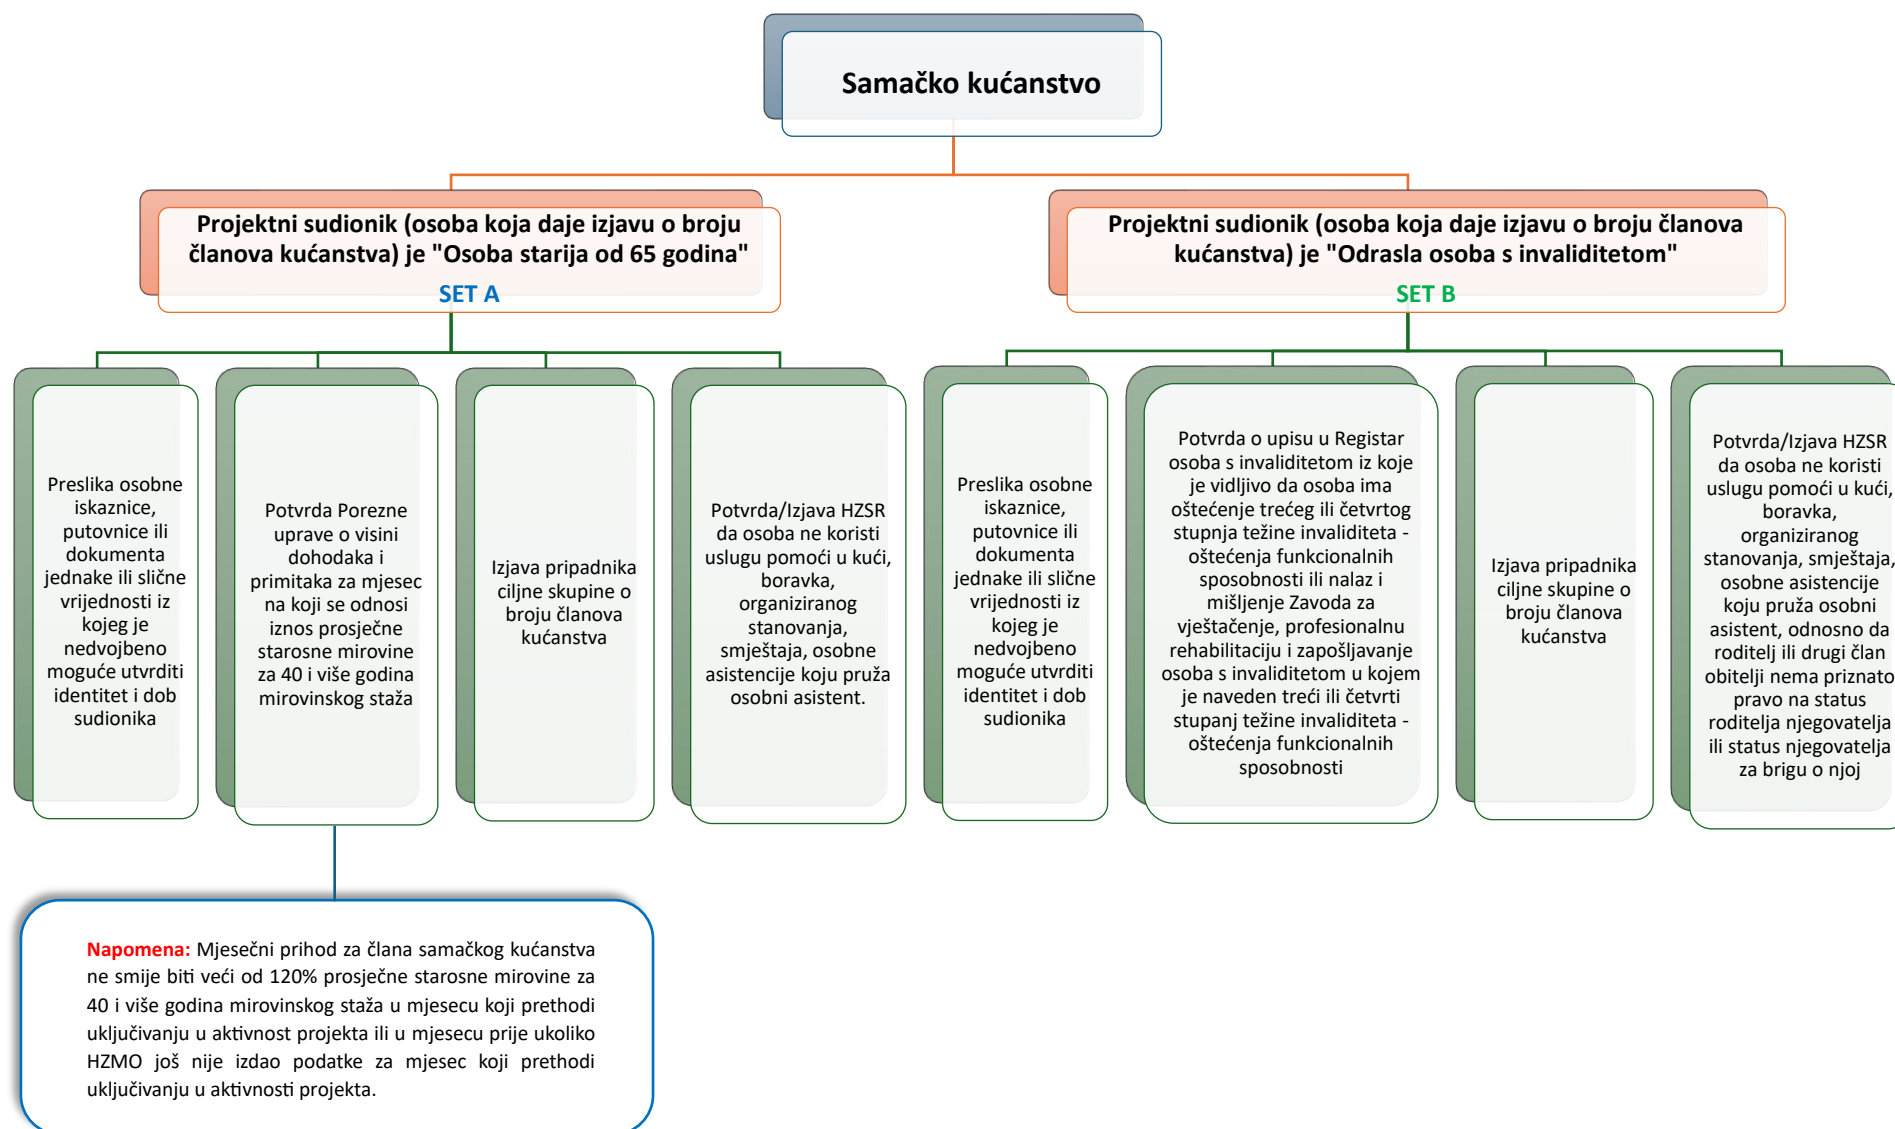 Samačko kućanstvo
Projektni sudionik (osoba koja daje izjavu o broju
članova kućanstva) je "Osoba starija od 65 godina"
SET A
Projektni sudionik (osoba koja daje izjavu o broju članova
kućanstva) je "Odrasla osoba s invaliditetom"
SET B
Preslika osobne
iskaznice,
putovnice ili
dokumenta
jednake ili slične
vrijednosti iz
kojeg je
nedvojbeno
moguće utvrditi
identitet i dob
sudionika
Potvrda Porezne
uprave o visini
dohodaka i
primitaka za mjesec
na koji se odnosi
iznos prosječne
starosne mirovine
za 40 i više godina
mirovinskog staža
Izjava pripadnika
ciljne skupine o
broju članova
kućanstva
Potvrda/Izjava HZSR
da osoba ne koristi
uslugu pomoći u kući,
boravka,
organiziranog
stanovanja,
smještaja, osobne
asistencije koju pruža
osobni asistent.
Preslika osobne
iskaznice,
putovnice ili
dokumenta
jednake ili slične
vrijednosti iz
kojeg je
nedvojbeno
moguće utvrditi
identitet i dob
sudionika
Potvrda o upisu u Registar
osoba s invaliditetom iz koje
je vidljivo da osoba ima
oštećenje trećeg ili četvrtog
stupnja težine invaliditeta -
oštećenja funkcionalnih
sposobnosti ili nalaz i
mišljenje Zavoda za
vještačenje, profesionalnu
rehabilitaciju i zapošljavanje
osoba s invaliditetom u kojem
je naveden treći ili četvrti
stupanj težine invaliditeta -
oštećenja funkcionalnih
sposobnosti
Izjava pripadnika
ciljne skupine o
broju članova
kućanstva
Potvrda/Izjava HZSR
da osoba ne koristi
uslugu pomoći u kući,
boravka,
organiziranog
stanovanja, smještaja,
osobne asistencije
koju pruža osobni
asistent, odnosno da
roditelj ili drugi član
obitelji nema priznato
pravo na status
roditelja njegovatelja
ili status njegovatelja
za brigu o njoj
Napomena: Mjesečni prihod za člana samačkog kućanstva
ne smije biti veći od 120% prosječne starosne mirovine za
40 i više godina mirovinskog staža u mjesecu koji prethodi
uključivanju u aktivnost projekta ili u mjesecu prije ukoliko
HZMO još nije izdao podatke za mjesec koji prethodi
uključivanju u aktivnosti projekta.